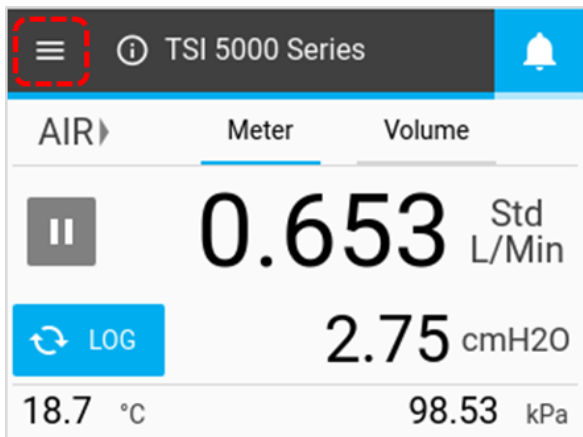 TSI 5000 Series
AIR
Meter
Volume
0.653 Std L/Min
LOG
2.75 cmH2O
18.7 °C
98.53 kPa